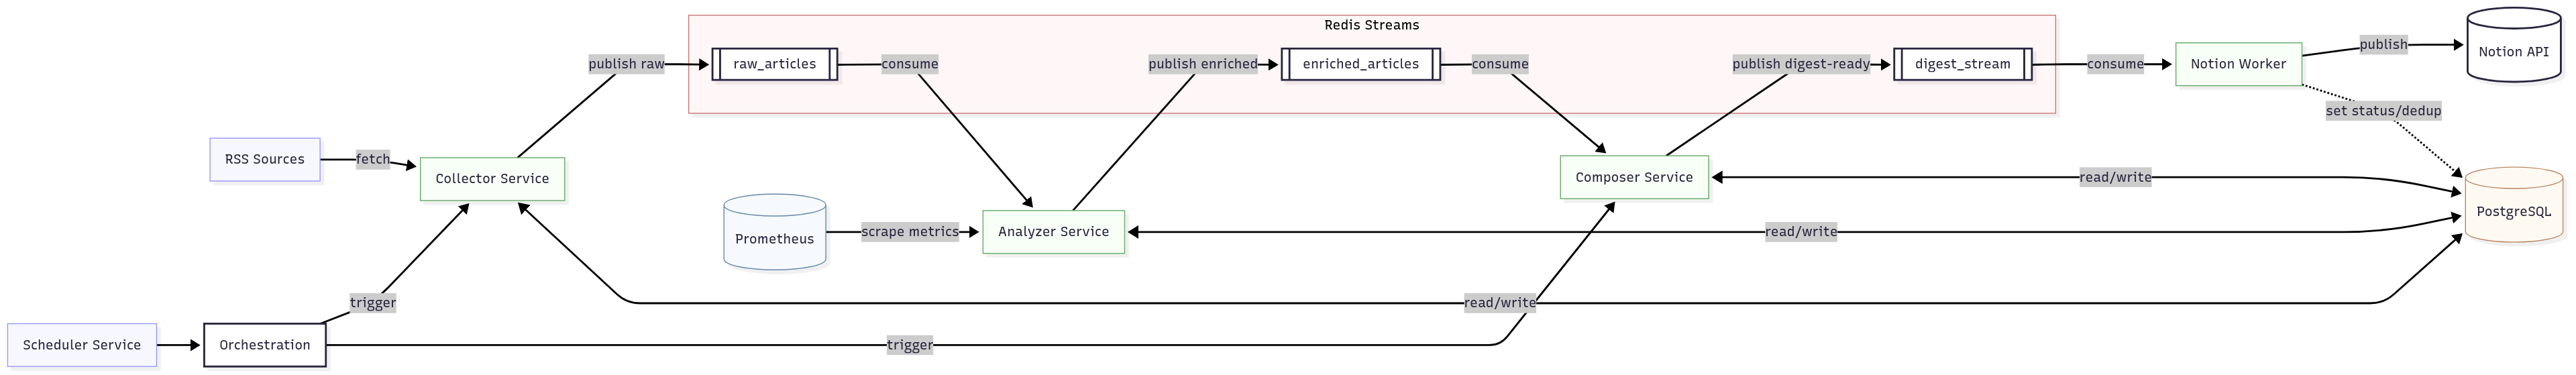 Redis Streams
publish raw
raw_articles
consume
publish enriched
enriched_articles
consume
publish digest-ready
digest_stream
consume
Notion Worker
publish
Notion API
set status/dedup
RSS Sources
fetch
Collector Service
Composer Service
read/write
PostgreSQL
Prometheus
scrape metrics
Analyzer Service
read/write
trigger
read/write
Scheduler Service
Orchestration
trigger